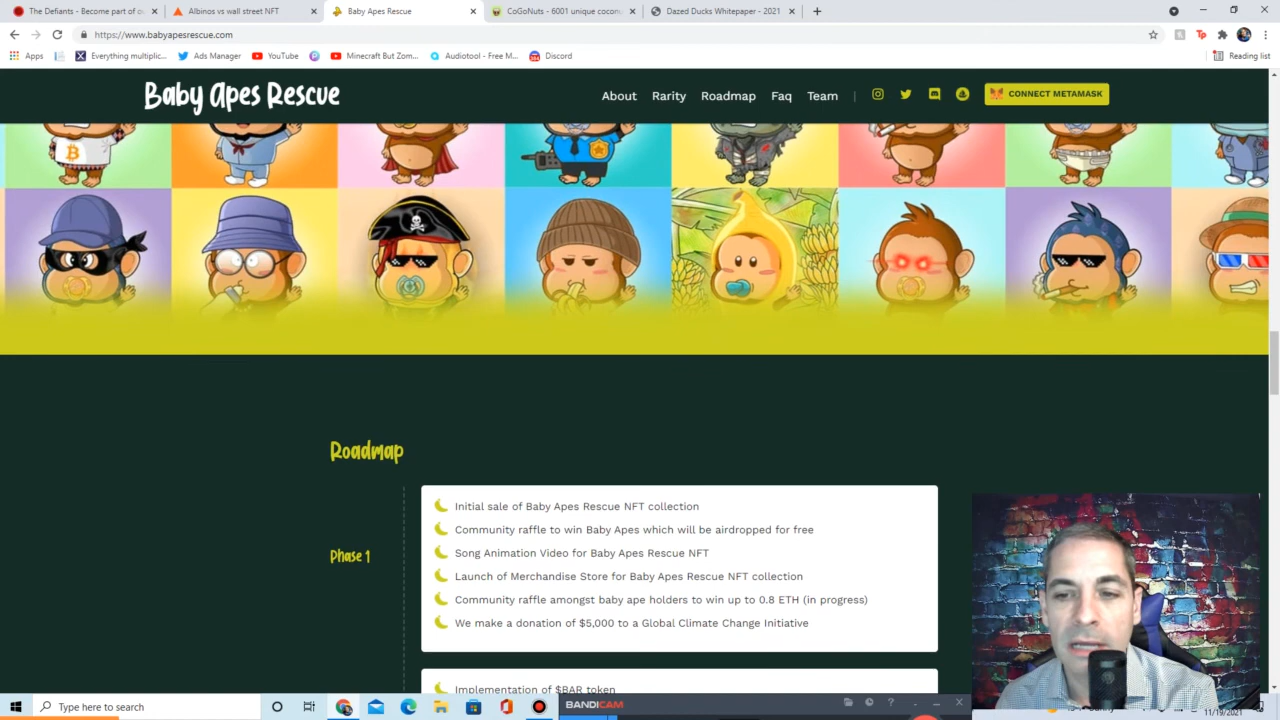 The Defiants - Become part of o
Albinos vs wall street NFT
Baby Apes Rescue
CoGoNuts - 6001 unique coconu
Dazed Ducks Whitepaper - 2021
https://www.babyapesrescue.com
Apps
Everything multiplic...
Ads Manager
YouTube
Minecraft But Zom...
Audiotool - Free M...
Discord
Reading list
Baby Apes Rescue
About
Rarity
Roadmap
Faq
Team
CONNECT METAMASK
Roadmap
Phase 1
Initial sale of Baby Apes Rescue NFT collection
Community raffle to win Baby Apes which will be airdropped for free
Song Animation Video for Baby Apes Rescue NFT
Launch of Merchandise Store for Baby Apes Rescue NFT collection
Community raffle amongst baby ape holders to win up to 0.8 ETH (in progress)
We make a donation of $5,000 to a Global Climate Change Initiative
Implementation of $BAR token
Type here to search
BANDICAM
11/19/2021